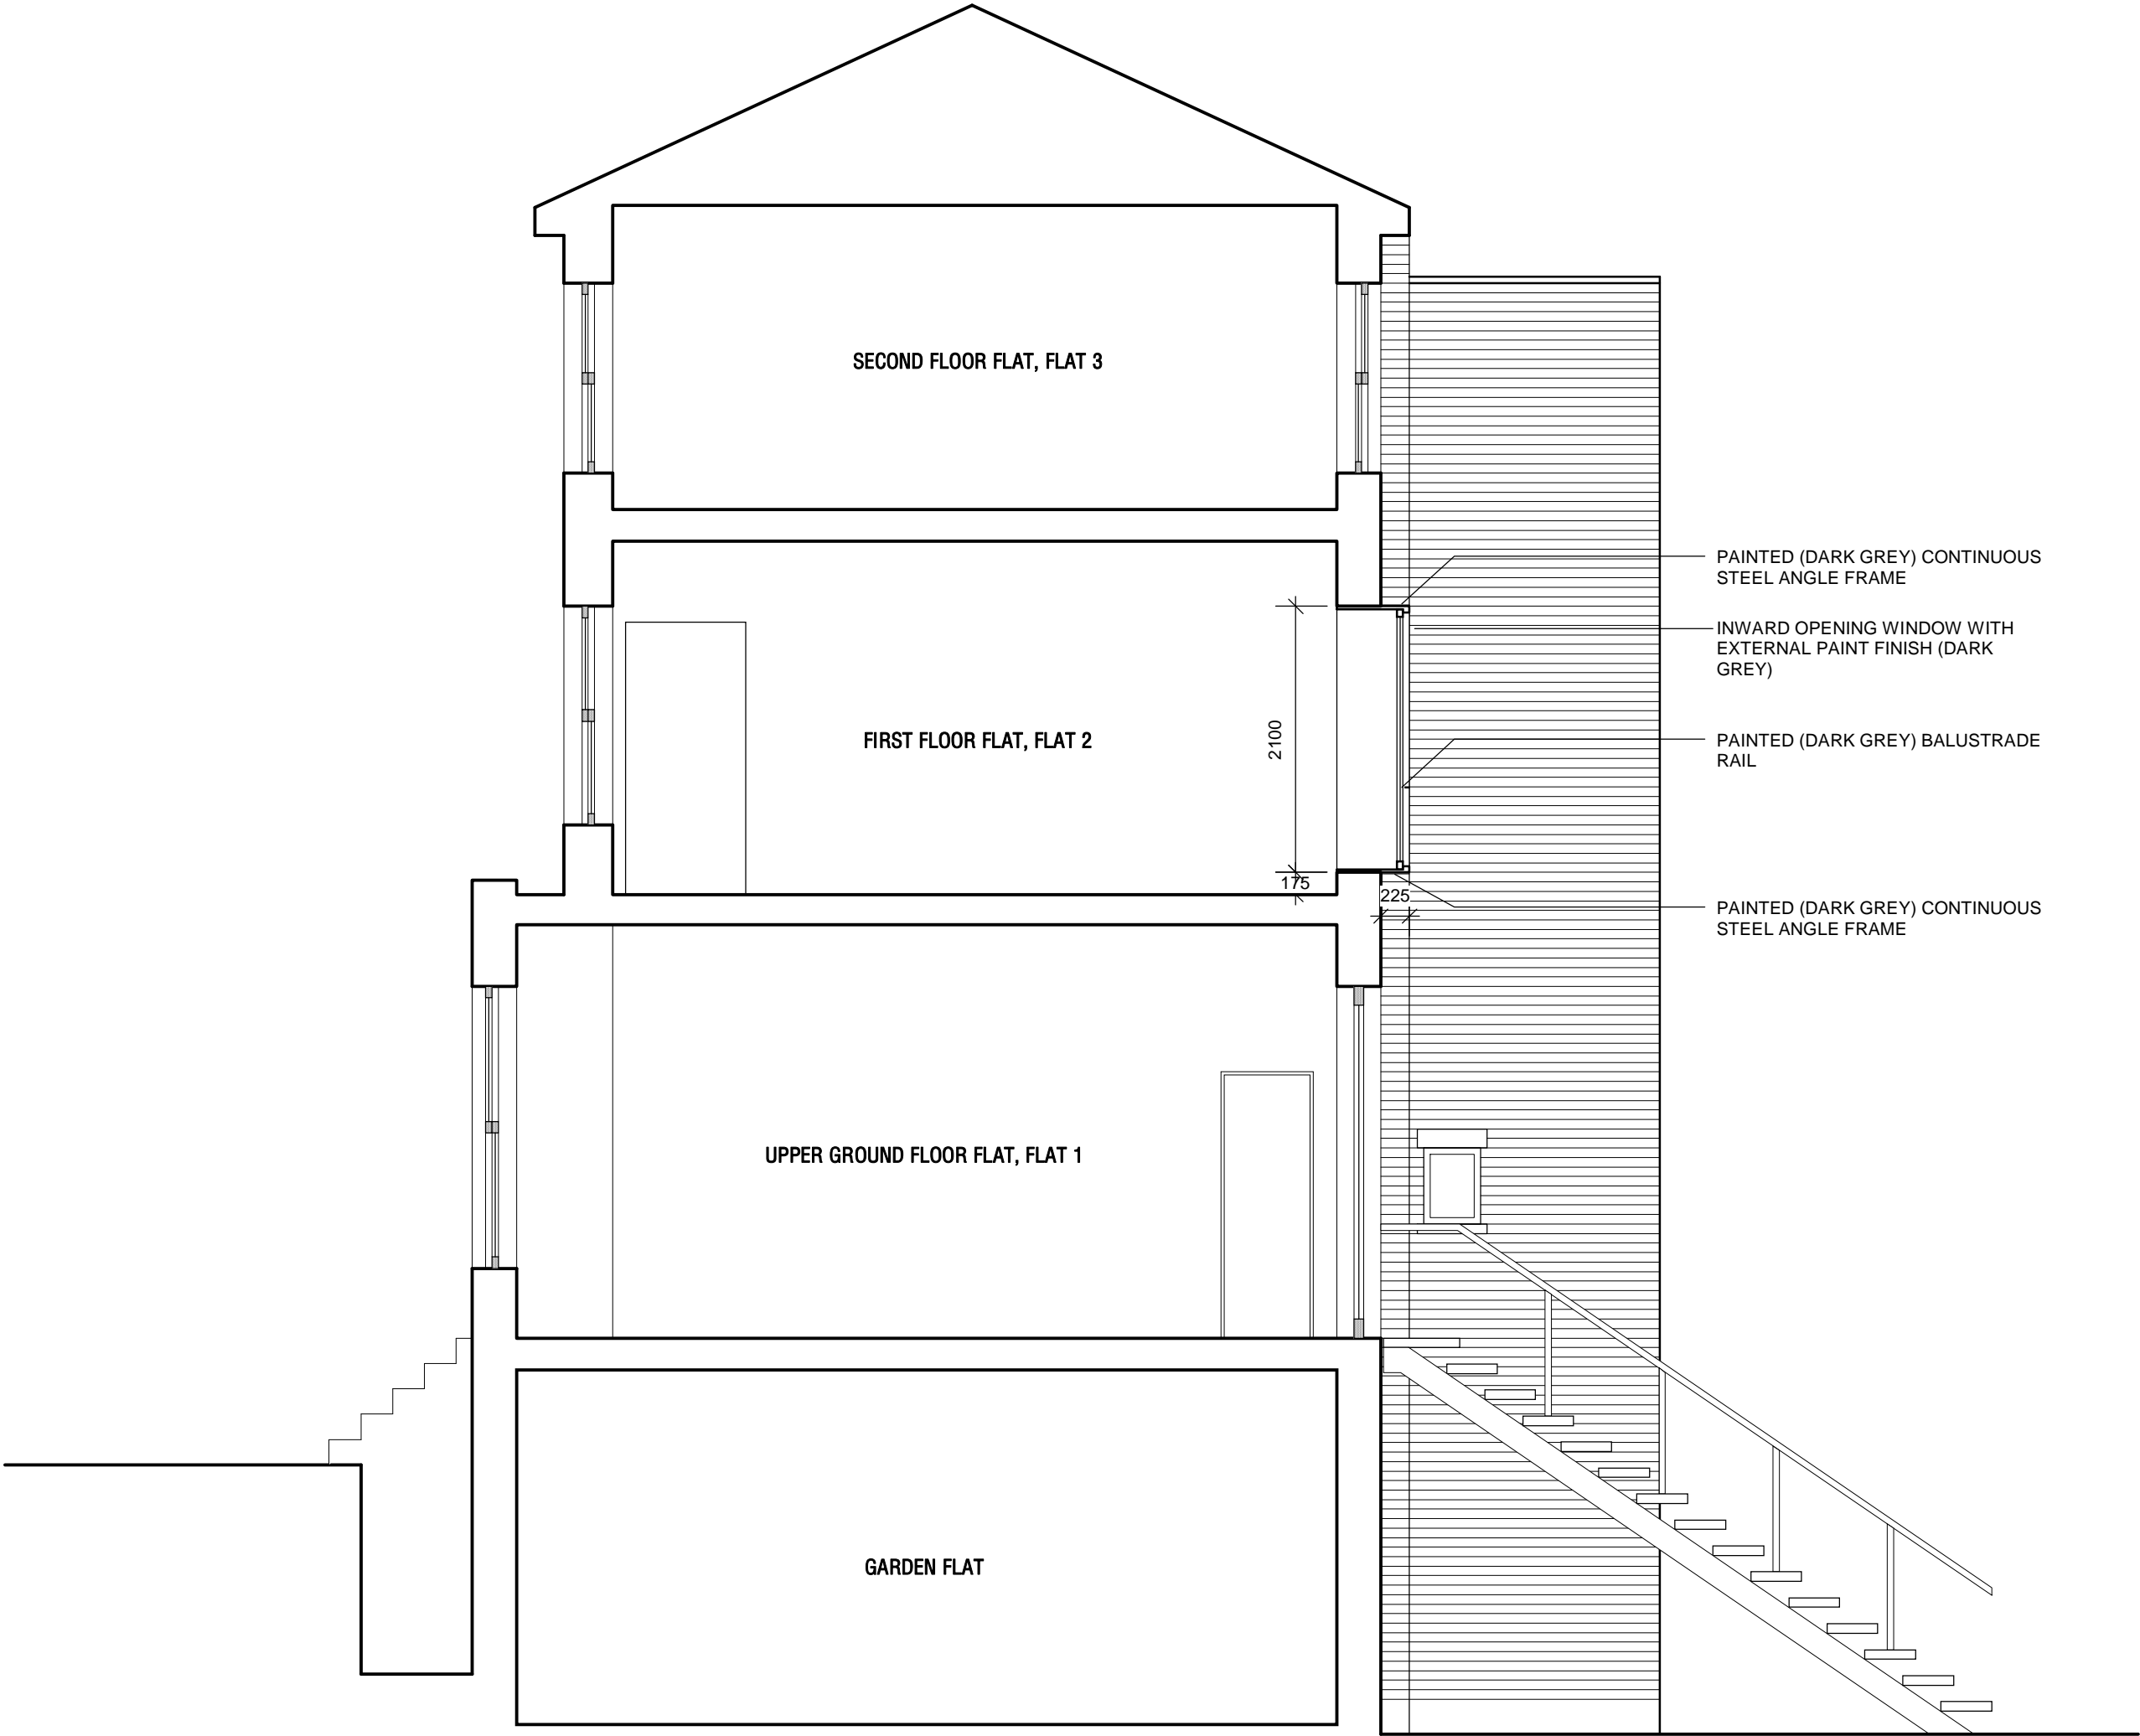 SECOND FLOOR FLAT, FLAT 3
PAINTED (DARK GREY) CONTINUOUS
STEEL ANGLE FRAME
INWARD OPENING WINDOW WITH
EXTERNAL PAINT FINISH (DARK
GREY)
FIRST FLOOR FLAT, FLAT 2
2100
PAINTED (DARK GREY) BALUSTRADE
RAIL
175
225
PAINTED (DARK GREY) CONTINUOUS
STEEL ANGLE FRAME
UPPER GROUND FLOOR FLAT, FLAT 1
GARDEN FLAT